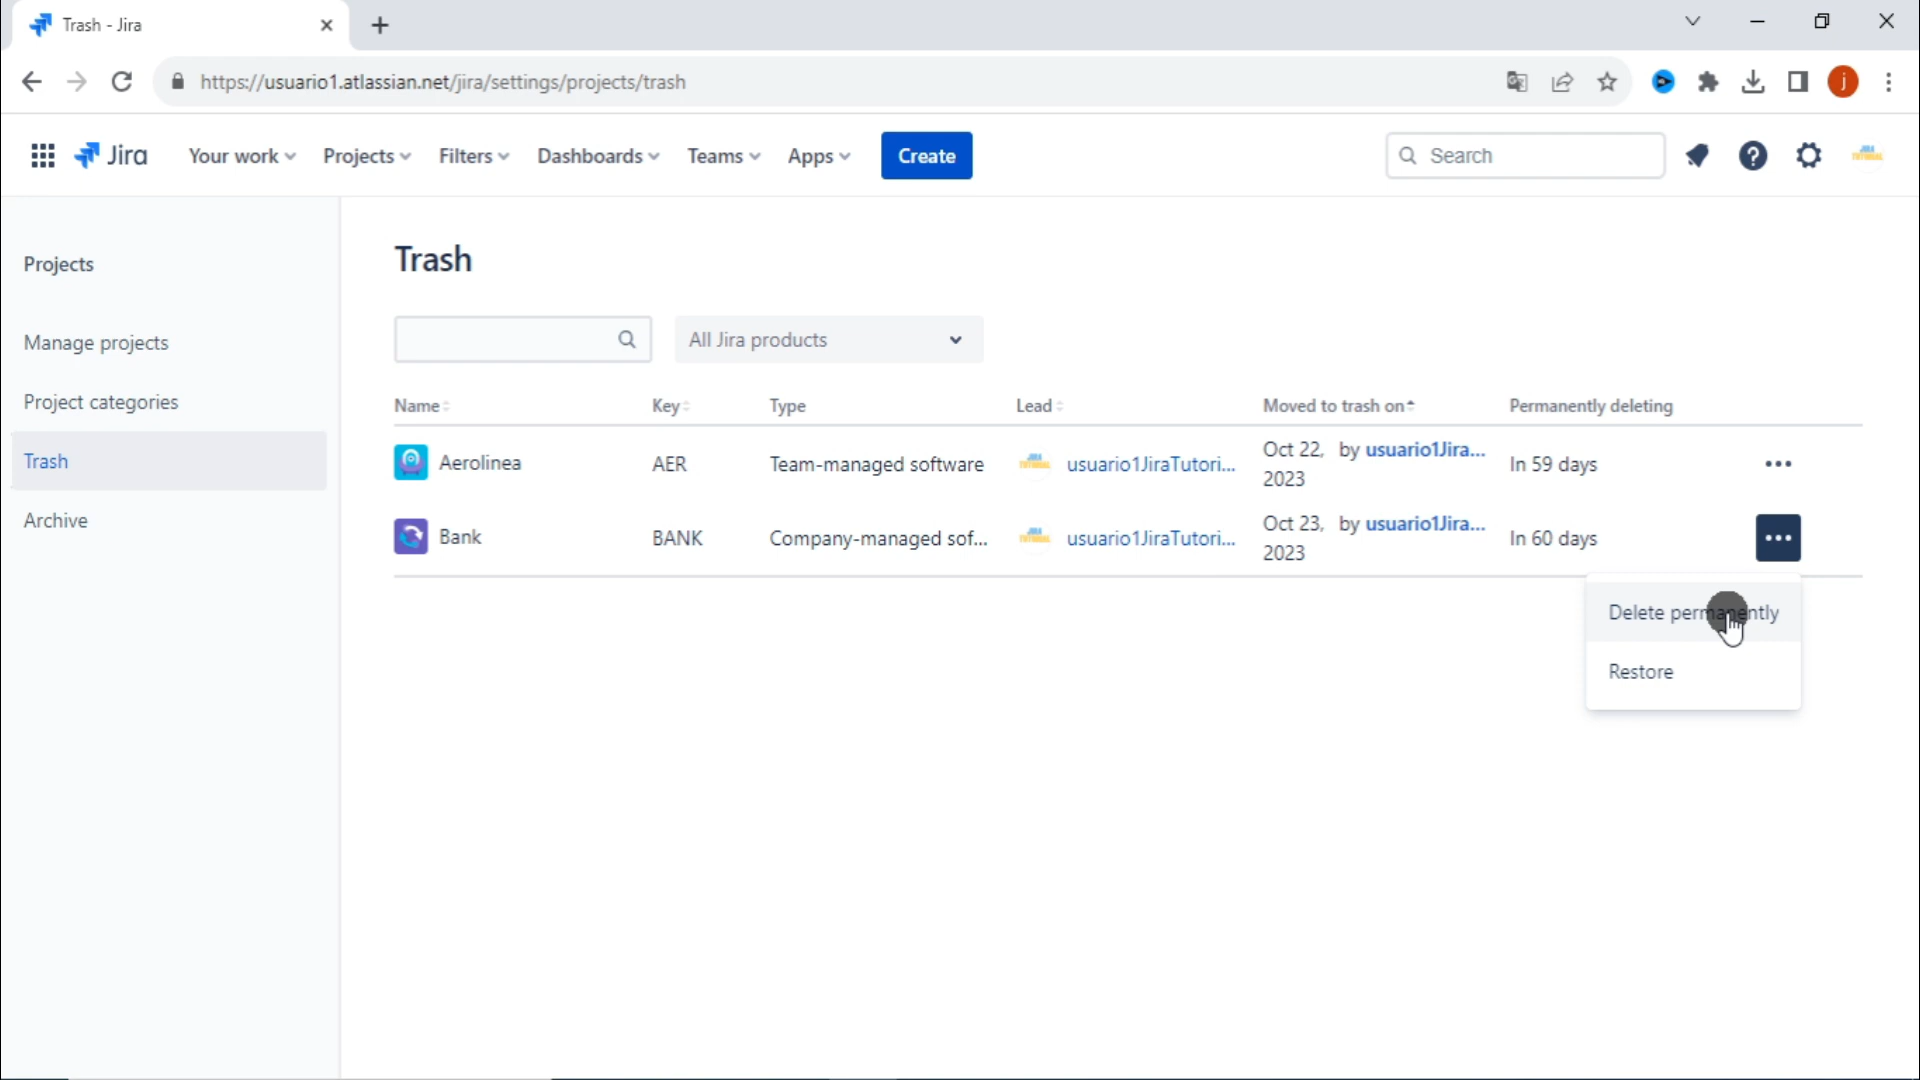 Trash - Jira
https://usuario1.atlassian.net/jira/settings/projects/trash
j
Jira Your work Projects Filters Dashboards Teams Apps Create Search
Projects
Manage projects
Project categories
Trash
Archive
Trash
All Jira products
Name Key Type Lead Moved to trash on Permanently deleting
Aerolinea AER Team-managed software usuario1JiraTutori... Oct 22, 2023 by usuario1Jira... In 59 days
Bank BANK Company-managed sof... usuario1JiraTutori... Oct 23, 2023 by usuario1Jira... In 60 days
Delete permanently
Restore